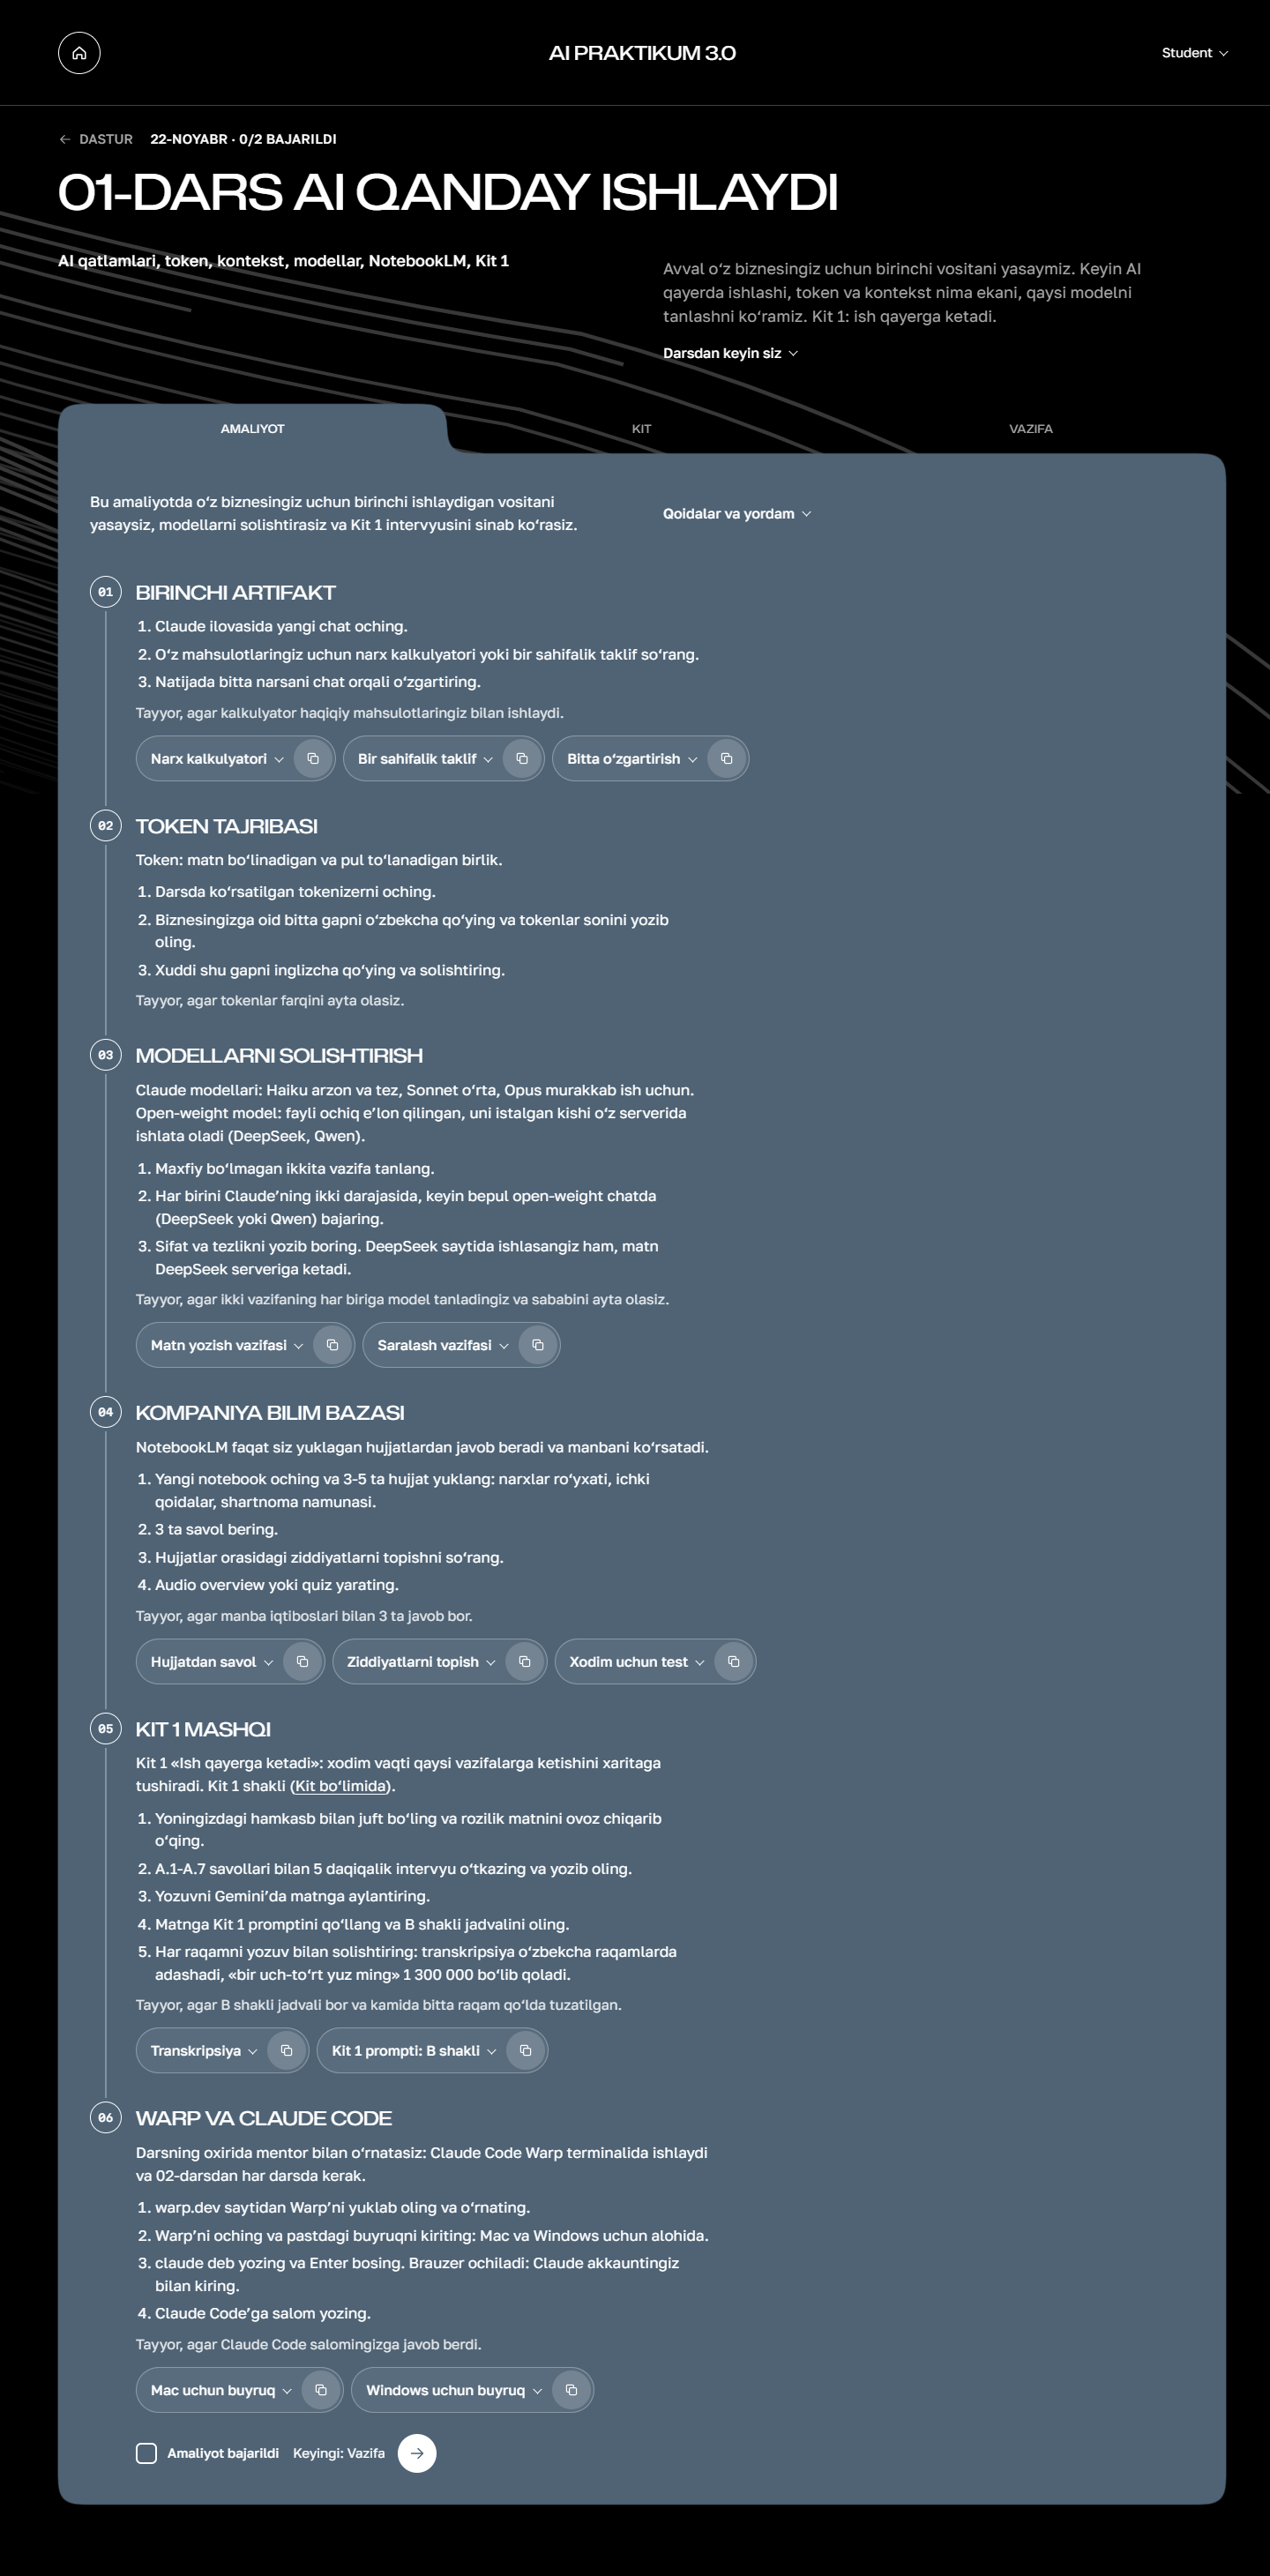 AI PRAKTIKUM 3.0
Student
DASTUR
22-NOYABR · 0/2 BAJARILDI
01-DARS AI QANDAY ISHLAYDI
AI qatlamlari, token, kontekst, modellar, NotebookLM, Kit 1
Avval o‘z biznesingiz uchun birinchi vositani yasaymiz. Keyin AI
qayerda ishlashi, token va kontekst nima ekani, qaysi modelni
tanlashni ko‘ramiz. Kit 1: ish qayerga ketadi.
Darsdan keyin siz
AMALIYOT
KIT
VAZIFA
Bu amaliyotda o‘z biznesingiz uchun birinchi ishlaydigan vositani
yasaysiz, modellarni solishtirasiz va Kit 1 intervyusini sinab ko‘rasiz.
Qoidalar va yordam
01
BIRINCHI ARTIFAKT
1. Claude ilovasida yangi chat oching.
2. O‘z mahsulotlaringiz uchun narx kalkulyatori yoki bir sahifalik taklif so‘rang.
3. Natijada bitta narsani chat orqali o‘zgartiring.
Tayyor, agar kalkulyator haqiqiy mahsulotlaringiz bilan ishlaydi.
Narx kalkulyatori
Bir sahifalik taklif
Bitta o‘zgartirish
02
TOKEN TAJRIBASI
Token: matn bo‘linadigan va pul to‘lanadigan birlik.
1. Darsda ko‘rsatilgan tokenizerni oching.
2. Biznesingizga oid bitta gapni o‘zbekcha qo‘ying va tokenlar sonini yozib
oling.
3. Xuddi shu gapni inglizcha qo‘ying va solishtiring.
Tayyor, agar tokenlar farqini ayta olasiz.
03
MODELLARNI SOLISHTIRISH
Claude modellari: Haiku arzon va tez, Sonnet o‘rta, Opus murakkab ish uchun.
Open-weight model: fayli ochiq e’lon qilingan, uni istalgan kishi o‘z serverida
ishlata oladi (DeepSeek, Qwen).
1. Maxfiy bo‘lmagan ikkita vazifa tanlang.
2. Har birini Claude’ning ikki darajasida, keyin bepul open-weight chatda
(DeepSeek yoki Qwen) bajaring.
3. Sifat va tezlikni yozib boring. DeepSeek saytida ishlasangiz ham, matn
DeepSeek serveriga ketadi.
Tayyor, agar ikki vazifaning har biriga model tanladingiz va sababini ayta olasiz.
Matn yozish vazifasi
Saralash vazifasi
04
KOMPANIYA BILIM BAZASI
NotebookLM faqat siz yuklagan hujjatlardan javob beradi va manbani ko‘rsatadi.
1. Yangi notebook oching va 3-5 ta hujjat yuklang: narxlar ro‘yxati, ichki
qoidalar, shartnoma namunasi.
2. 3 ta savol bering.
3. Hujjatlar orasidagi ziddiyatlarni topishni so‘rang.
4. Audio overview yoki quiz yarating.
Tayyor, agar manba iqtiboslari bilan 3 ta javob bor.
Hujjatdan savol
Ziddiyatlarni topish
Xodim uchun test
05
KIT 1 MASHQI
Kit 1 «Ish qayerga ketadi»: xodim vaqti qaysi vazifalarga ketishini xaritaga
tushiradi. Kit 1 shakli (Kit bo‘limida).
1. Yoningizdagi hamkasb bilan juft bo‘ling va rozilik matnini ovoz chiqarib
o‘qing.
2. A.1-A.7 savollari bilan 5 daqiqalik intervyu o‘tkazing va yozib oling.
3. Yozuvni Gemini’da matnga aylantiring.
4. Matnga Kit 1 promptini qo‘llang va B shakli jadvalini oling.
5. Har raqamni yozuv bilan solishtiring: transkripsiya o‘zbekcha raqamlarda
adashadi, «bir uch-to‘rt yuz ming» 1 300 000 bo‘lib qoladi.
Tayyor, agar B shakli jadvali bor va kamida bitta raqam qo‘lda tuzatilgan.
Transkripsiya
Kit 1 prompti: B shakli
06
WARP VA CLAUDE CODE
Darsning oxirida mentor bilan o‘rnatasiz: Claude Code Warp terminalida ishlaydi
va 02-darsdan har darsda kerak.
1. warp.dev saytidan Warp’ni yuklab oling va o‘rnating.
2. Warp’ni oching va pastdagi buyruqni kiriting: Mac va Windows uchun alohida.
3. claude deb yozing va Enter bosing. Brauzer ochiladi: Claude akkauntingiz
bilan kiring.
4. Claude Code’ga salom yozing.
Tayyor, agar Claude Code salomingizga javob berdi.
Mac uchun buyruq
Windows uchun buyruq
Amaliyot bajarildi
Keyingi: Vazifa